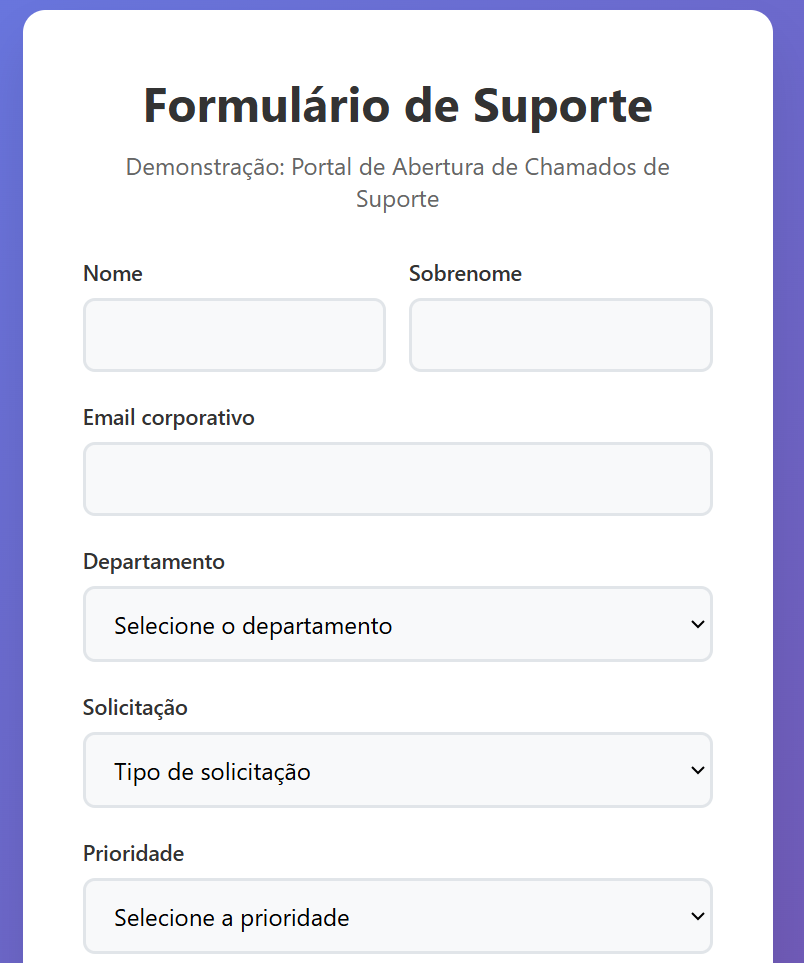 Formulário de Suporte
Demonstração: Portal de Abertura de Chamados de
Suporte
Nome
Sobrenome
Email corporativo
Departamento
Selecione o departamento
Solicitação
Tipo de solicitação
Prioridade
Selecione a prioridade